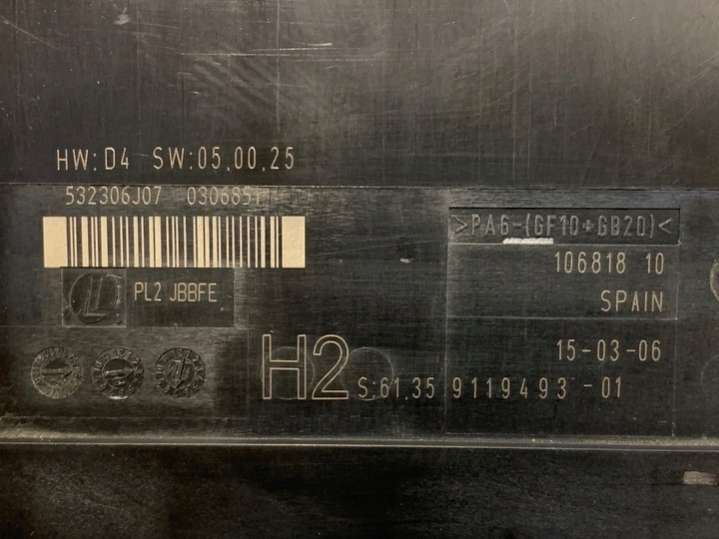 HW:D4 SW:05,00,25
532306J07 0306851
>PA6-(GF10+GB20)<
106818 10
PL2 JBBFE
SPAIN
15-03-06
H2
S:61.35 9119493-01